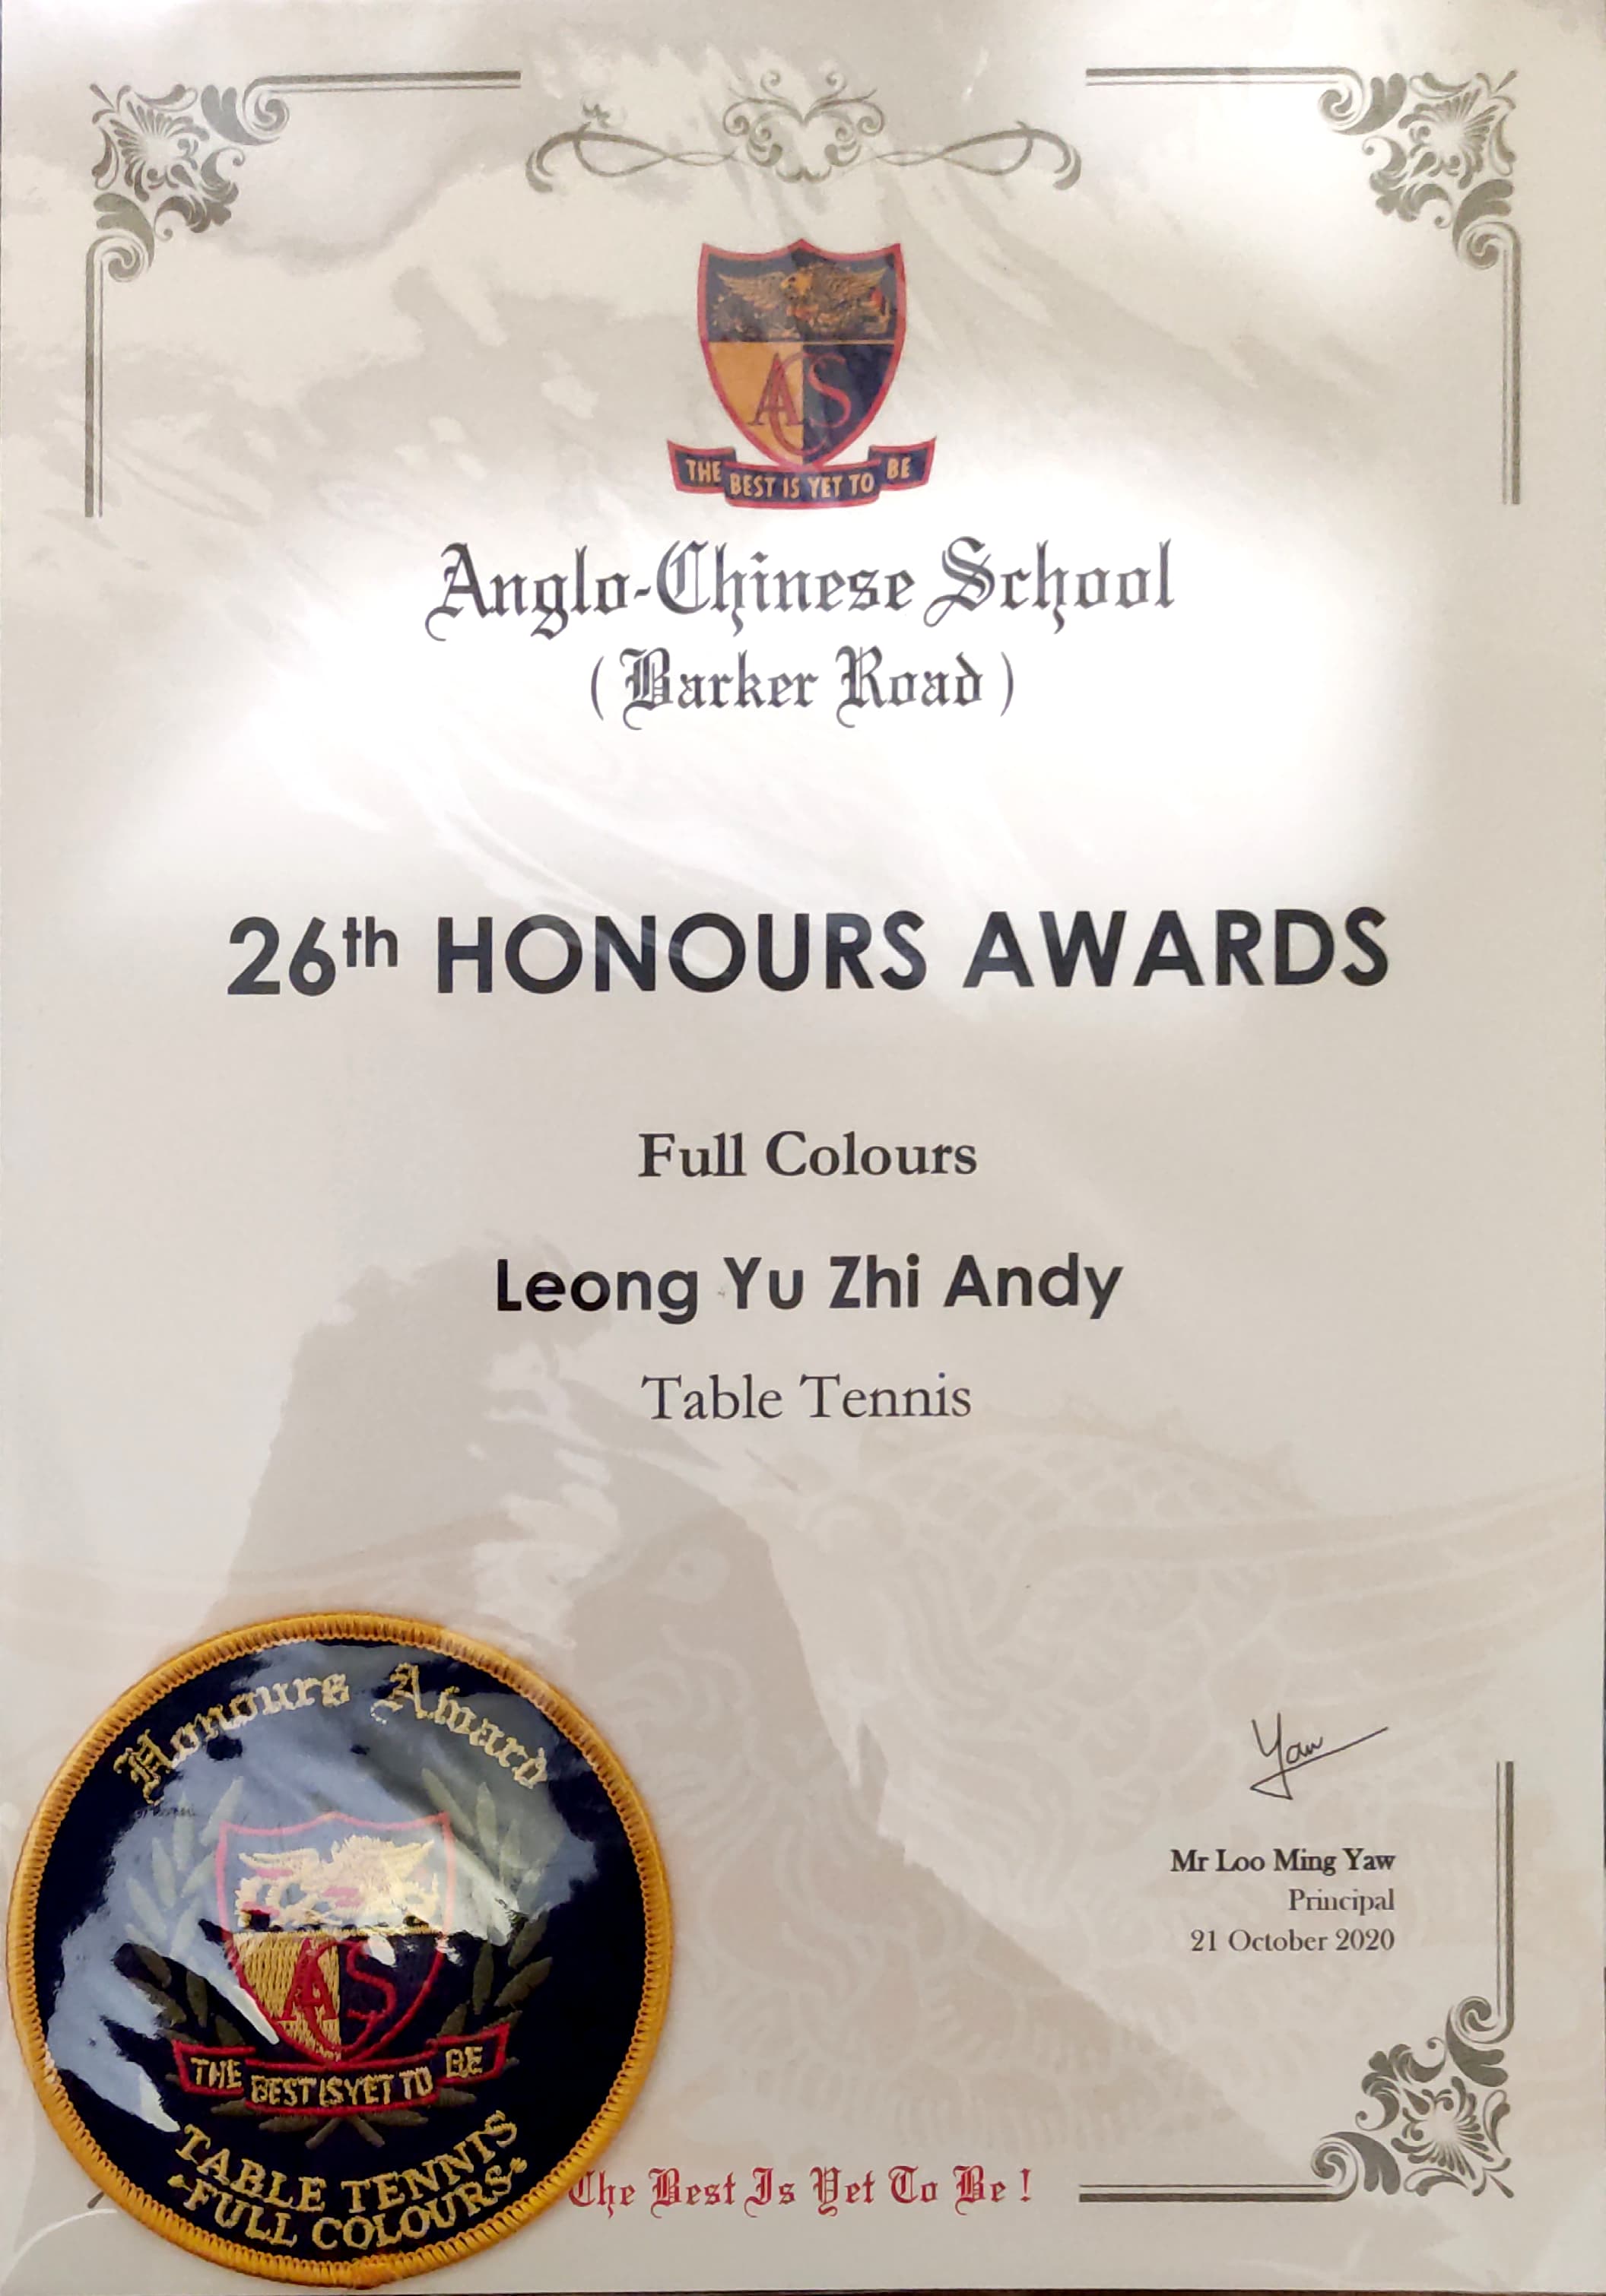 ACS
THE BEST IS YET TO BE
Anglo-Chinese School
( Barker Road )
26th HONOURS AWARDS
Full Colours
Leong Yu Zhi Andy
Table Tennis
Yaw
Mr Loo Ming Yaw
Principal
21 October 2020
Honours Award
ACS
THE BEST IS YET TO BE
TABLE TENNIS
FULL COLOURS
The Best Is Yet To Be !